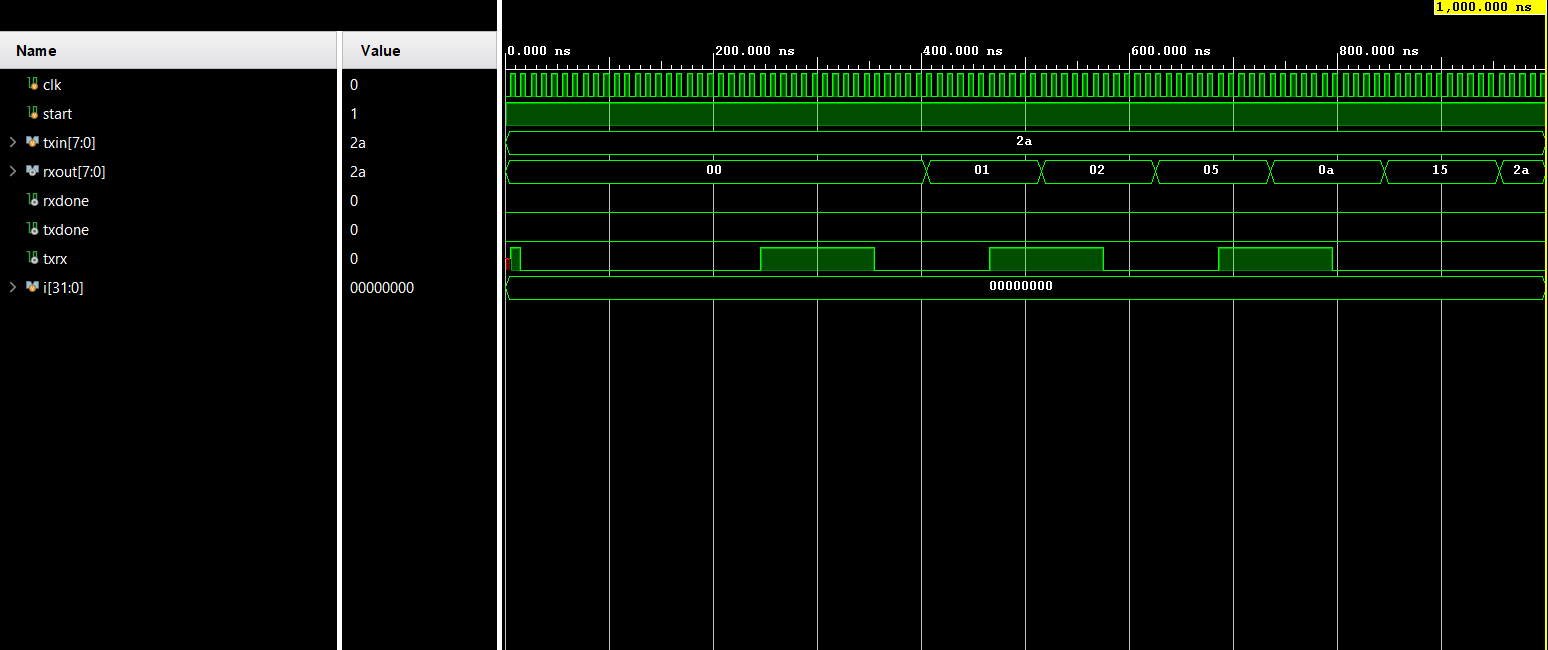 1,000.000 ns
Name Value 0.000 ns 200.000 ns 400.000 ns 600.000 ns 800.000 ns
clk 0
start 1
txin[7:0] 2a 2a
rxout[7:0] 2a 00 01 02 05 0a 15 2a
rxdone 0
txdone 0
txrx 0
i[31:0] 00000000 00000000